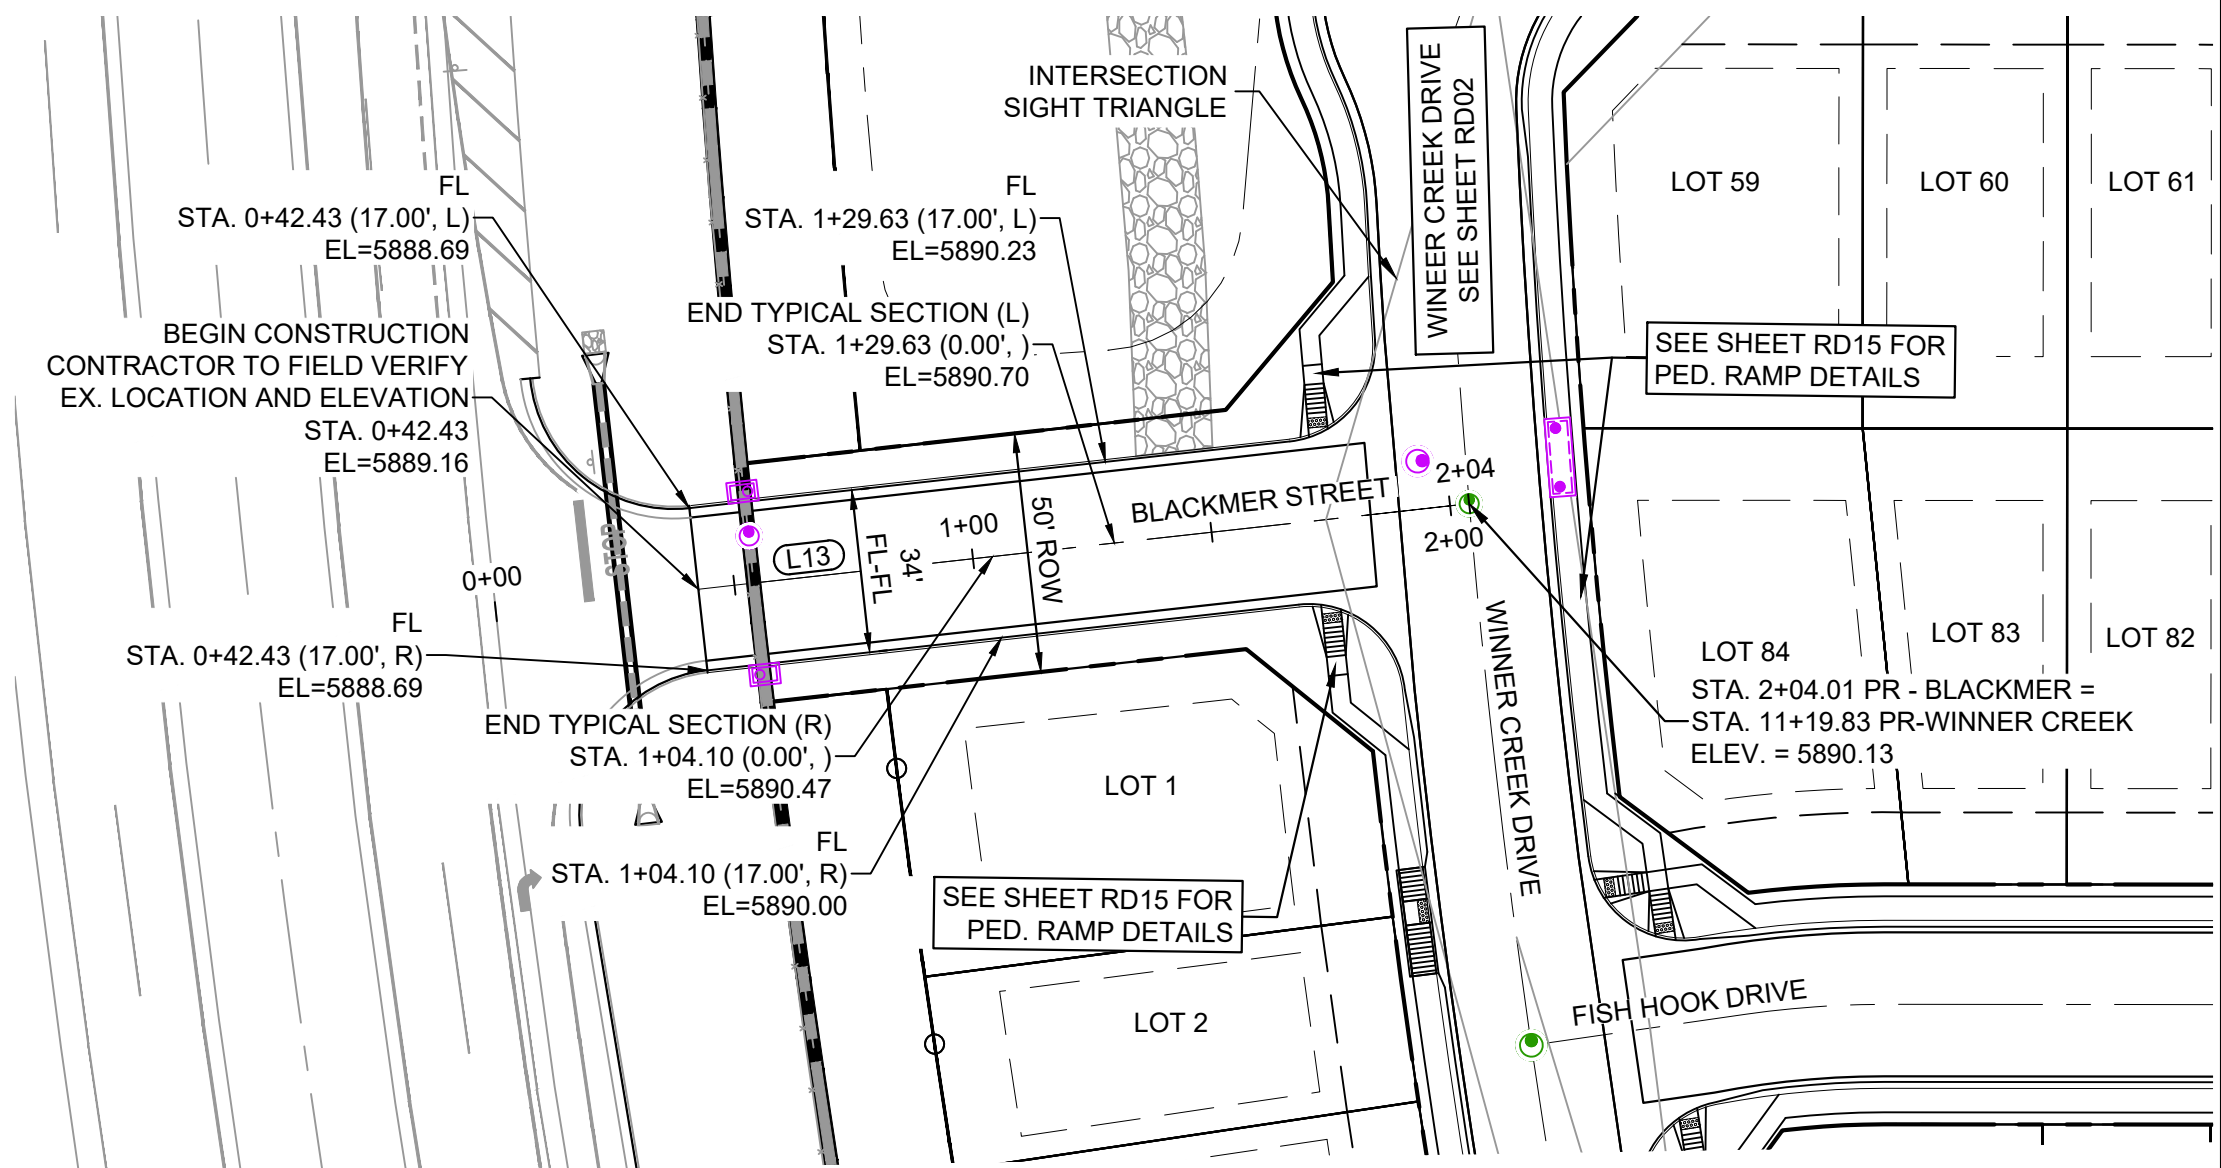 INTERSECTION
SIGHT TRIANGLE
WINEER CREEK DRIVE
SEE SHEET RD02
LOT 59
LOT 60
LOT 61
FL
STA. 0+42.43 (17.00', L)
EL=5888.69
FL
STA. 1+29.63 (17.00', L)
EL=5890.23
END TYPICAL SECTION (L)
STA. 1+29.63 (0.00', )
EL=5890.70
BEGIN CONSTRUCTION
CONTRACTOR TO FIELD VERIFY
EX. LOCATION AND ELEVATION
STA. 0+42.43
EL=5889.16
SEE SHEET RD15 FOR
PED. RAMP DETAILS
0+00
STOP
L13
34'
FL-FL
1+00
50' ROW
BLACKMER STREET
2+04
2+00
FL
STA. 0+42.43 (17.00', R)
EL=5888.69
WINNER CREEK DRIVE
LOT 84
LOT 83
LOT 82
STA. 2+04.01 PR - BLACKMER =
STA. 11+19.83 PR-WINNER CREEK
ELEV. = 5890.13
END TYPICAL SECTION (R)
STA. 1+04.10 (0.00', )
EL=5890.47
LOT 1
FL
STA. 1+04.10 (17.00', R)
EL=5890.00
SEE SHEET RD15 FOR
PED. RAMP DETAILS
LOT 2
FISH HOOK DRIVE